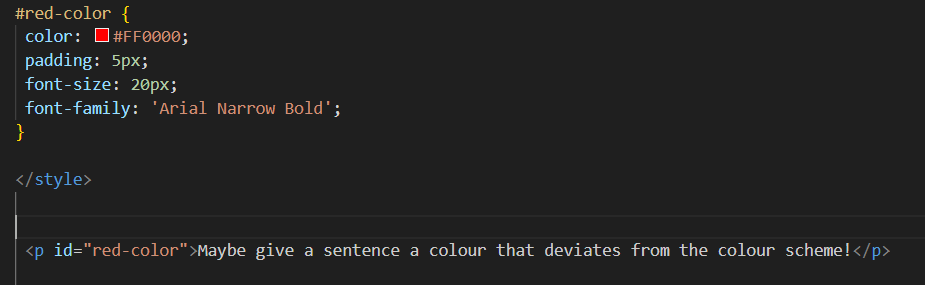 #red-color {
color: #FF0000;
padding: 5px;
font-size: 20px;
font-family: 'Arial Narrow Bold';
}
</style>
<p id="red-color">Maybe give a sentence a colour that deviates from the colour scheme!</p>